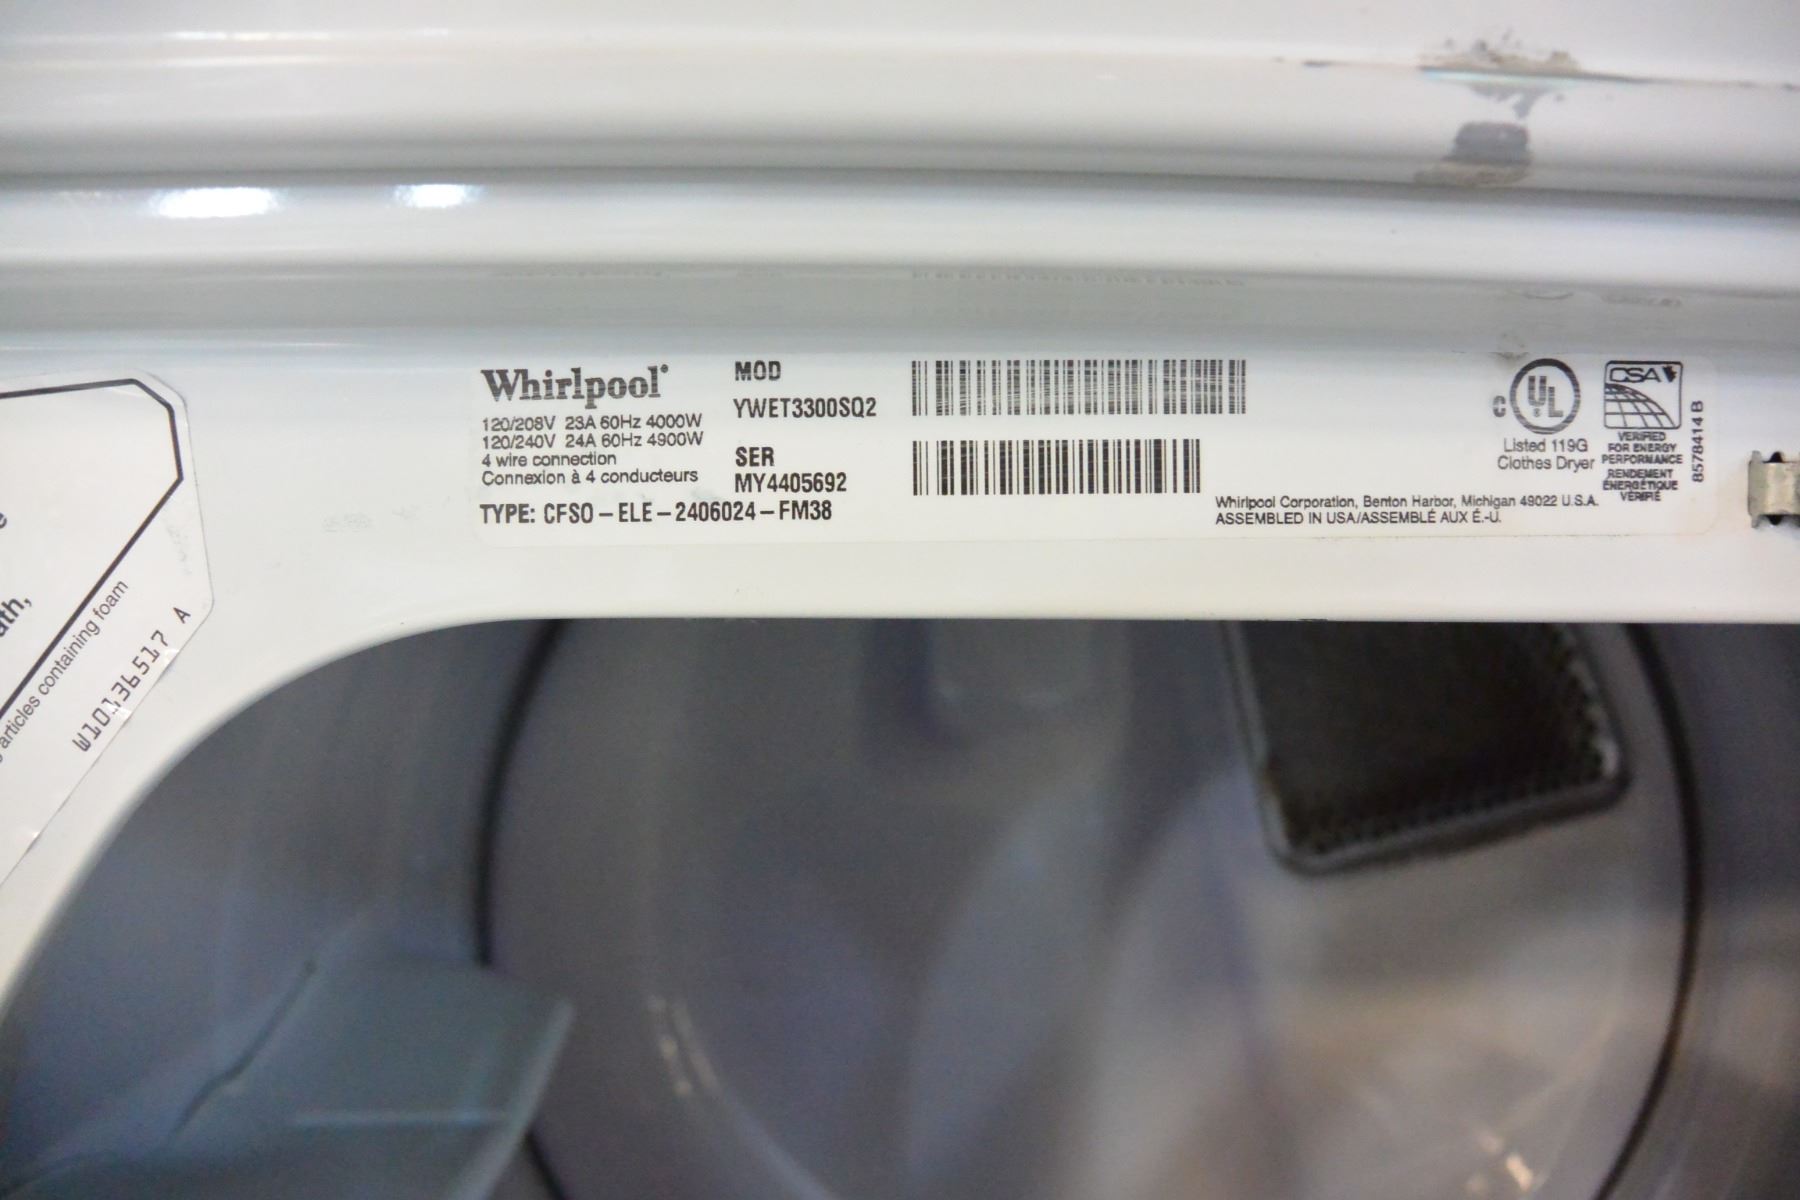 Whirlpool®
120/208V 23A 60Hz 4000W
120/240V 24A 60Hz 4900W
4 wire connection
Connexion à 4 conducteurs
TYPE: CFSO-ELE-2406024-FM38
MOD
YWET3300SQ2
SER
MY4405692
C UL
Listed 119G
Clothes Dryer
CSA
VERIFIED
FOR ENERGY
PERFORMANCE
RENDEMENT
ÉNERGÉTIQUE
VÉRIFIÉ
8578414 B
Whirlpool Corporation, Benton Harbor, Michigan 49022 U.S.A.
ASSEMBLED IN USA/ASSEMBLÉ AUX É.-U.
articles containing foam
W10136517 A